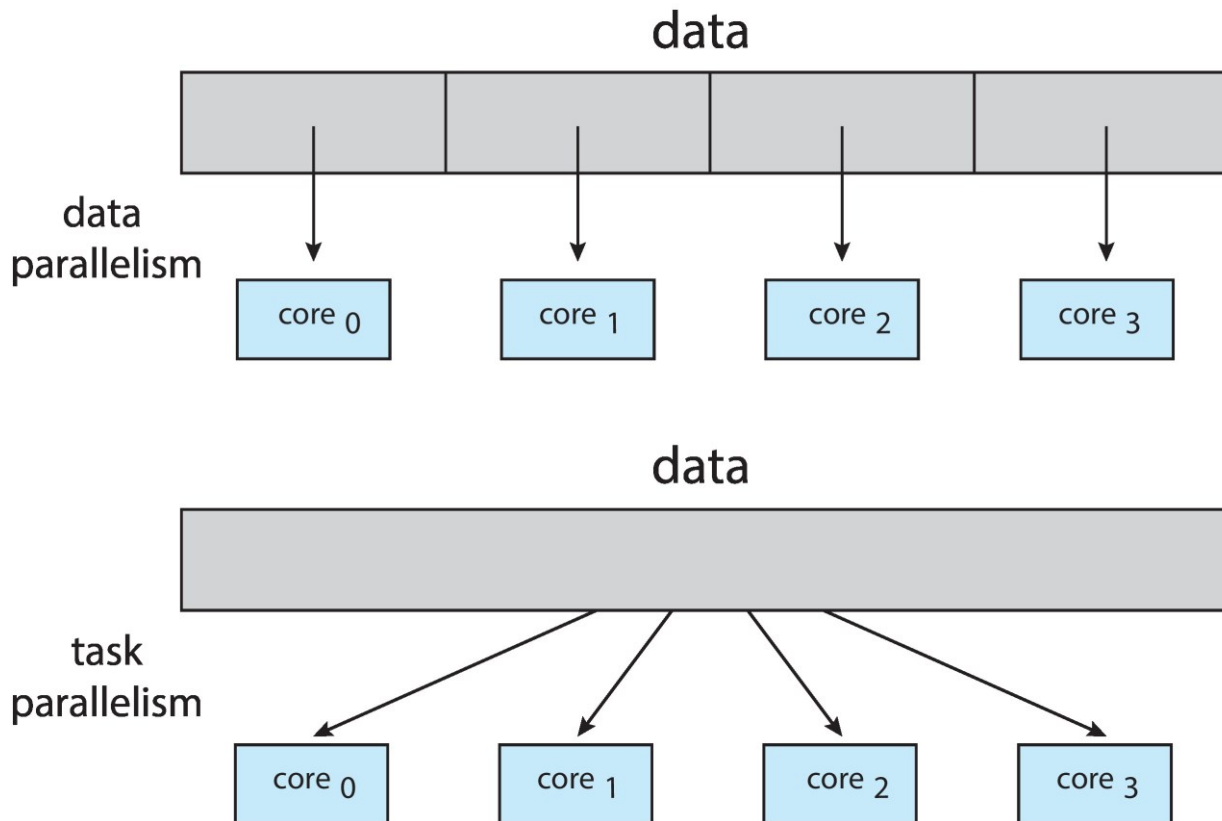 data
data
parallelism
core 0
core 1
core 2
core 3
data
task
parallelism
core 0
core 1
core 2
core 3